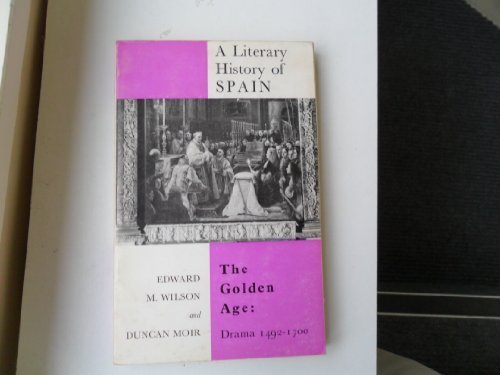 A Literary
History of
SPAIN
EDWARD
M. WILSON
and
DUNCAN MOIR
The
Golden
Age:
Drama 1492-1700